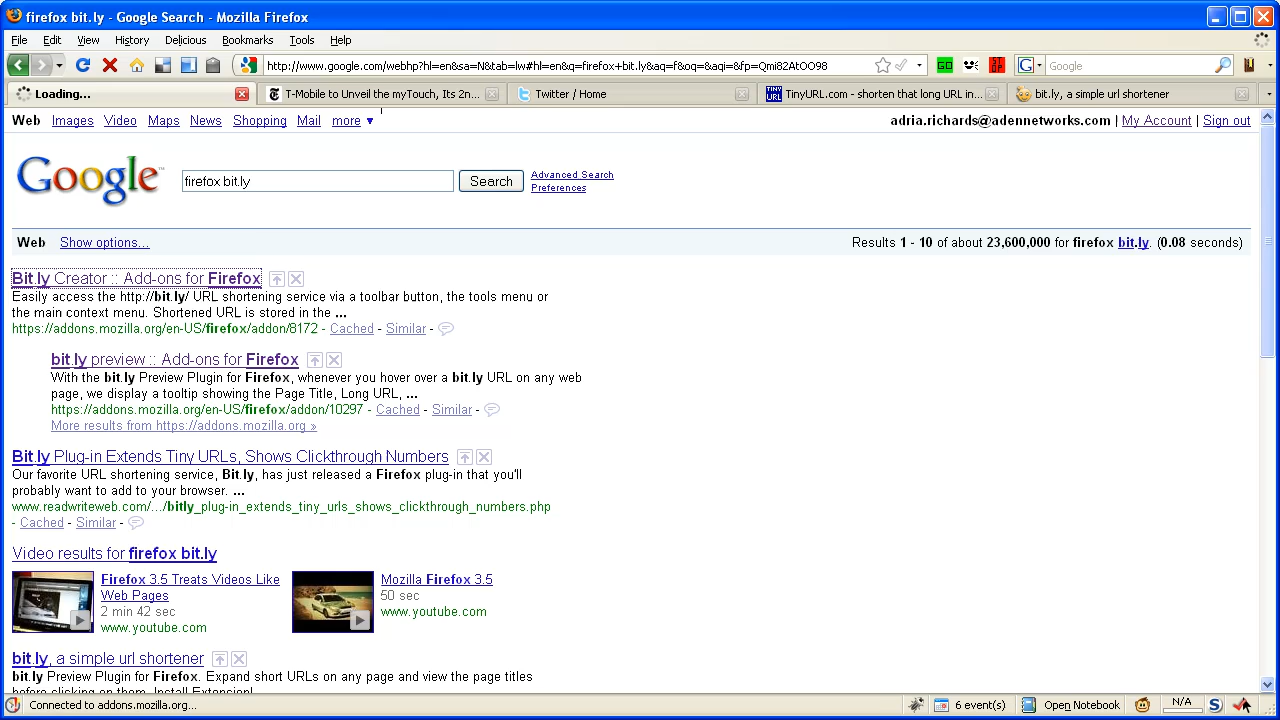 firefox bit.ly - Google Search - Mozilla Firefox
File Edit View History Delicious Bookmarks Tools Help
http://www.google.com/webhp?hl=en&sa=N&tab=lw#hl=en&q=firefox+bit.ly&aq=f&oq=&aqi=&fp=Qmi82AtOO98 GO STOF G Google
Loading... T-Mobile to Unveil the myTouch, Its 2n... Twitter / Home TINY URL TinyURL.com - shorten that long URL in... bit.ly, a simple url shortener
Web Images Video Maps News Shopping Mail more ▼ adria.richards@adennetworks.com | My Account | Sign out
Google™ firefox bit.ly Search Advanced Search
Preferences
Web Show options... Results 1 - 10 of about 23,600,000 for firefox bit.ly. (0.08 seconds)
Bit.ly Creator :: Add-ons for Firefox
Easily access the http://bit.ly/ URL shortening service via a toolbar button, the tools menu or
the main context menu. Shortened URL is stored in the ...
https://addons.mozilla.org/en-US/firefox/addon/8172 - Cached - Similar -
bit.ly preview :: Add-ons for Firefox
With the bit.ly Preview Plugin for Firefox, whenever you hover over a bit.ly URL on any web
page, we display a tooltip showing the Page Title, Long URL, ...
https://addons.mozilla.org/en-US/firefox/addon/10297 - Cached - Similar -
More results from https://addons.mozilla.org »
Bit.ly Plug-in Extends Tiny URLs, Shows Clickthrough Numbers
Our favorite URL shortening service, Bit.ly, has just released a Firefox plug-in that you'll
probably want to add to your browser. ...
www.readwriteweb.com/.../bitly_plug-in_extends_tiny_urls_shows_clickthrough_numbers.php
- Cached - Similar -
Video results for firefox bit.ly
Firefox 3.5 Treats Videos Like
Web Pages
2 min 42 sec
www.youtube.com
Mozilla Firefox 3.5
50 sec
www.youtube.com
bit.ly, a simple url shortener
bit.ly Preview Plugin for Firefox. Expand short URLs on any page and view the page titles
before clicking on them. Install Extension!
Connected to addons.mozilla.org... 6 event(s) Open Notebook N/A S